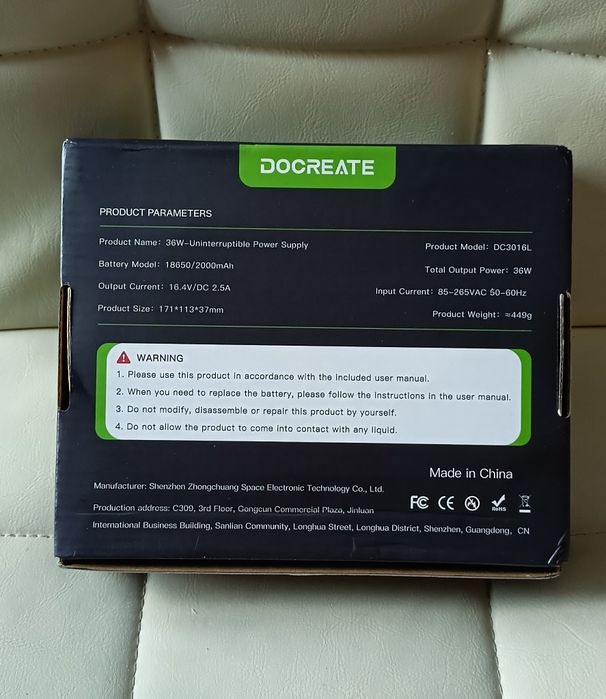 DOCREATE
PRODUCT PARAMETERS
Product Name: 36W-Uninterruptible Power Supply
Product Model: DC3016L
Battery Model: 18650/2000mAh
Total Output Power: 36W
Output Current: 16.4V/DC 2.5A
Input Current: 85-265VAC 50-60Hz
Product Size: 171*113*37mm
Product Weight: ≈449g
WARNING
1. Please use this product in accordance with the included user manual.
2. When you need to replace the battery, please follow the instructions in the user manual.
3. Do not modify, disassemble or repair this product by yourself.
4. Do not allow the product to come into contact with any liquid.
Made in China
Manufacturer: Shenzhen Zhongchuang Space Electronic Technology Co., Ltd.
FC CE RoHS
Production address: C309, 3rd Floor, Gongcun Commercial Plaza, Jinluan
International Business Building, Sanlian Community, Longhua Street, Longhua District, Shenzhen, Guangdong, CN